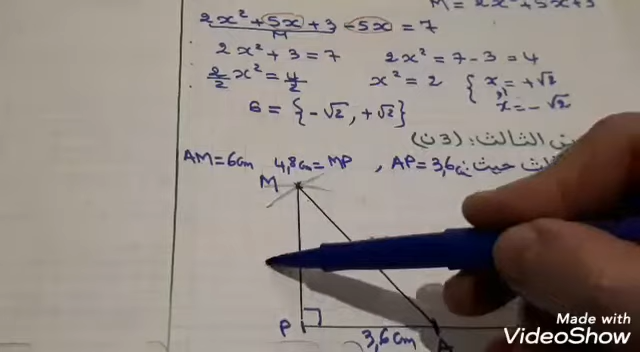 M = 2x² + 5x + 3
2x² + 5x + 3 - 5x = 7
M
2x² + 3 = 7 2x² = 7 - 3 = 4
2/2 x² = 4/2 x² = 2 { x = +√2
x = -√2
S = {-√2, +√2}
الثالث: (3ن)
AM = 6cm 4,8cm = MP , AP = 3,6 حيث
M
P 3,6cm A
Made with
VideoShow